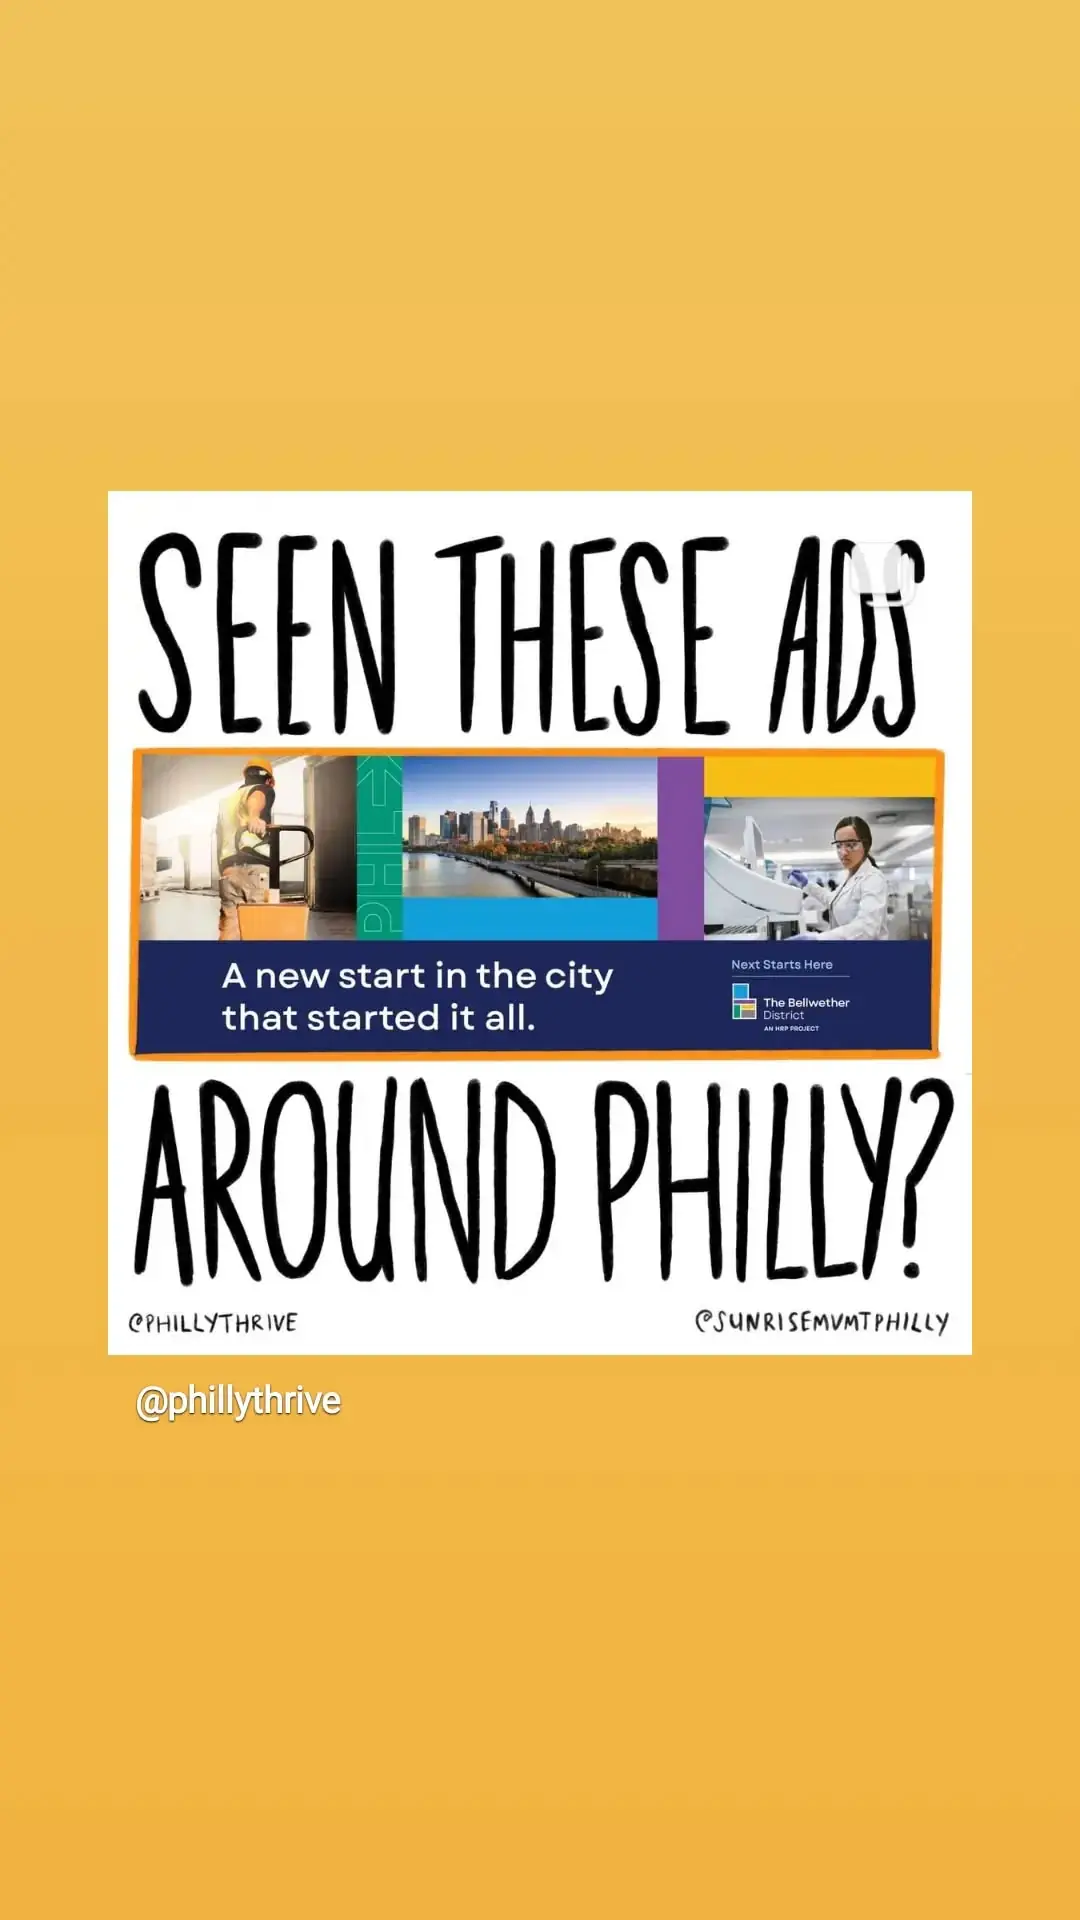 SEEN THESE ADS
PHL
A new start in the city
that started it all.
Next Starts Here
The Bellwether
District
AN HRP PROJECT
AROUND PHILLY?
@PHILLYTHRIVE
@SUNRISEMVMTPHILLY
@phillythrive